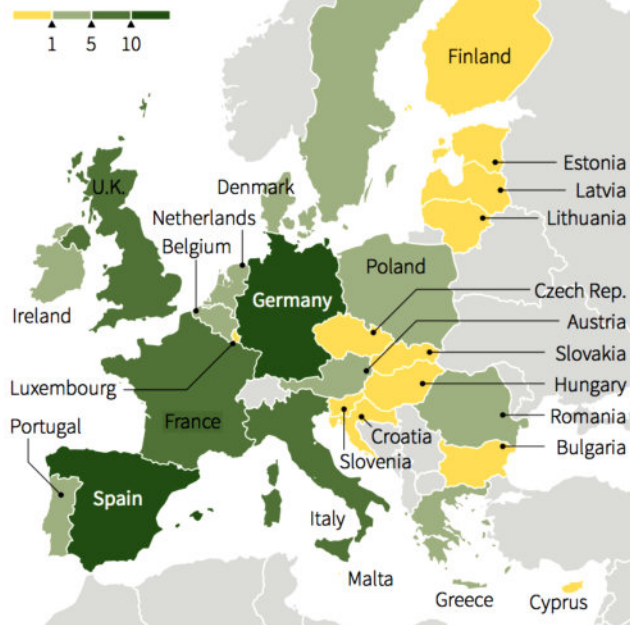 1 5 10
Finland
Estonia
Latvia
Lithuania
U.K.
Denmark
Netherlands
Belgium
Poland
Germany
Czech Rep.
Ireland
Austria
Slovakia
Luxembourg
Hungary
Portugal
France
Romania
Croatia
Bulgaria
Slovenia
Spain
Italy
Malta
Greece
Cyprus